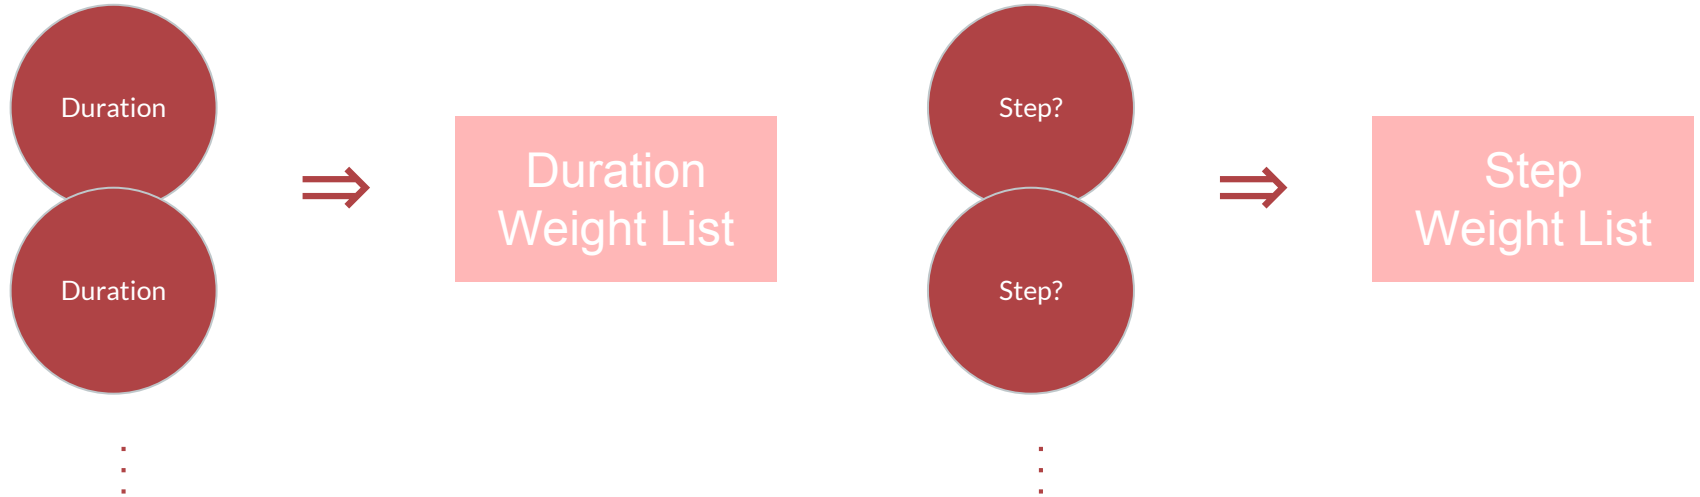 Duration
Duration
⇒
Duration
Weight List
Step?
Step?
⇒
Step
Weight List